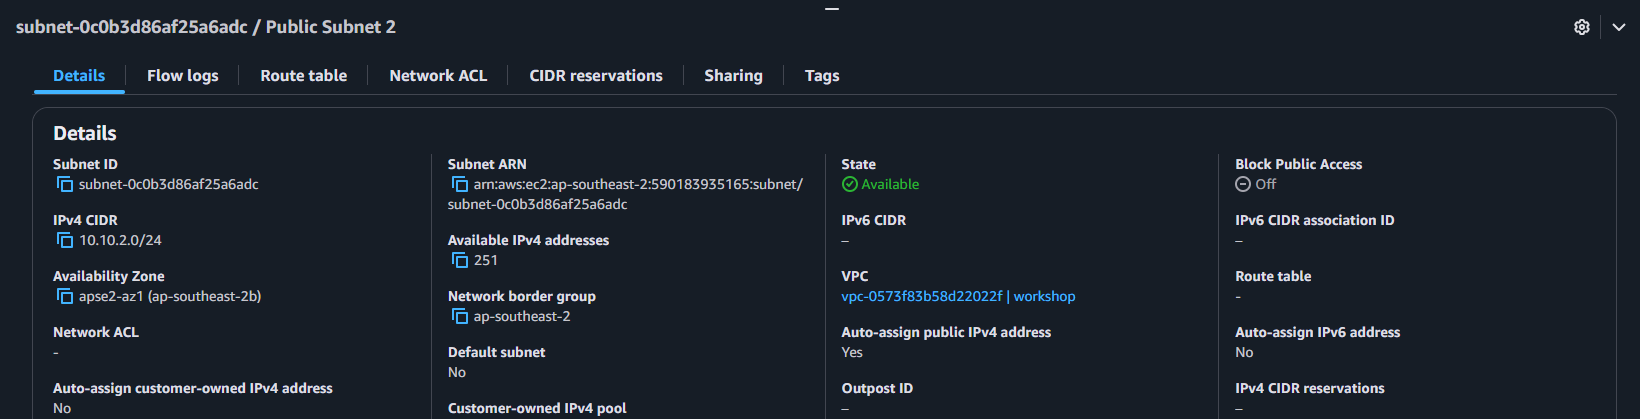 subnet-0c0b3d86af25a6adc / Public Subnet 2
Details
Flow logs
Route table
Network ACL
CIDR reservations
Sharing
Tags
Details
Subnet ID
subnet-0c0b3d86af25a6adc
IPv4 CIDR
10.10.2.0/24
Availability Zone
apse2-az1 (ap-southeast-2b)
Network ACL
-
Auto-assign customer-owned IPv4 address
No
Subnet ARN
arn:aws:ec2:ap-southeast-2:590183935165:subnet/
subnet-0c0b3d86af25a6adc
Available IPv4 addresses
251
Network border group
ap-southeast-2
Default subnet
No
Customer-owned IPv4 pool
State
Available
IPv6 CIDR
–
VPC
vpc-0573f83b58d22022f | workshop
Auto-assign public IPv4 address
Yes
Outpost ID
–
Block Public Access
Off
IPv6 CIDR association ID
–
Route table
-
Auto-assign IPv6 address
No
IPv4 CIDR reservations
–